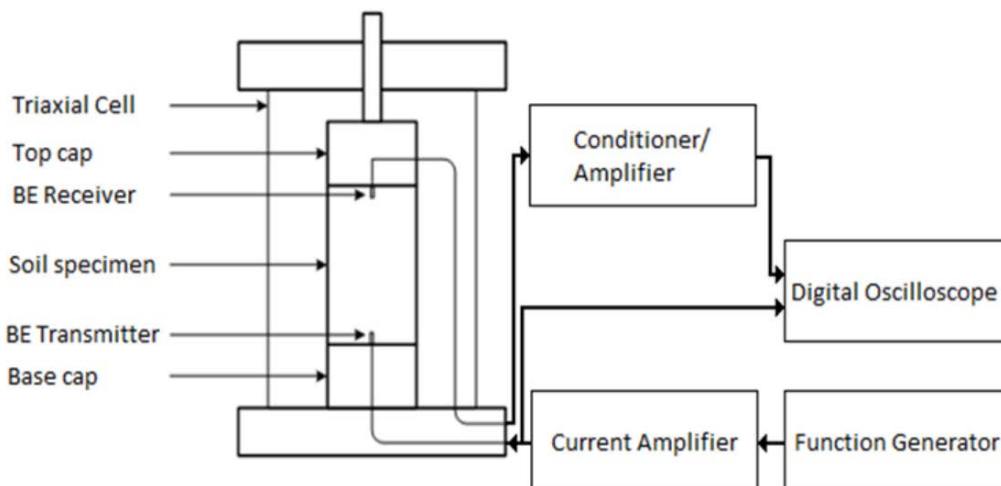 Triaxial Cell
Top cap
BE Receiver
Soil specimen
BE Transmitter
Base cap
Conditioner/
Amplifier
Digital Oscilloscope
Current Amplifier
Function Generator